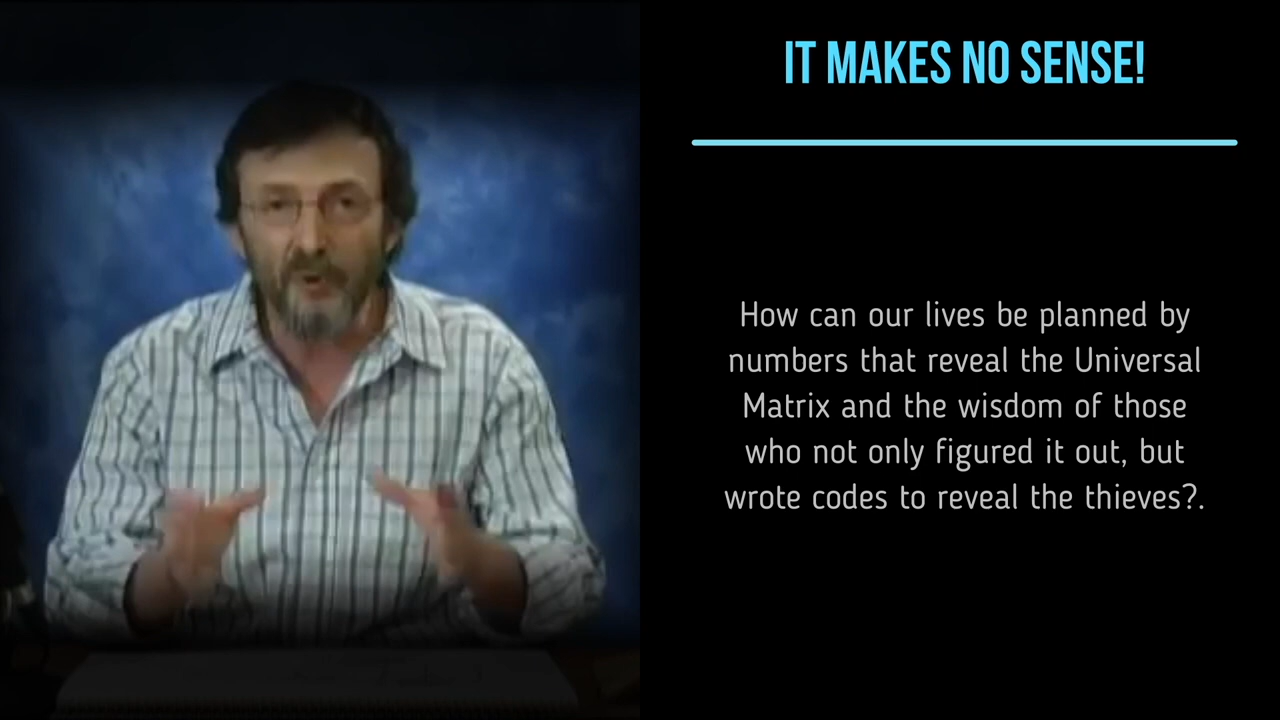 IT MAKES NO SENSE!
How can our lives be planned by
numbers that reveal the Universal
Matrix and the wisdom of those
who not only figured it out, but
wrote codes to reveal the thieves?.